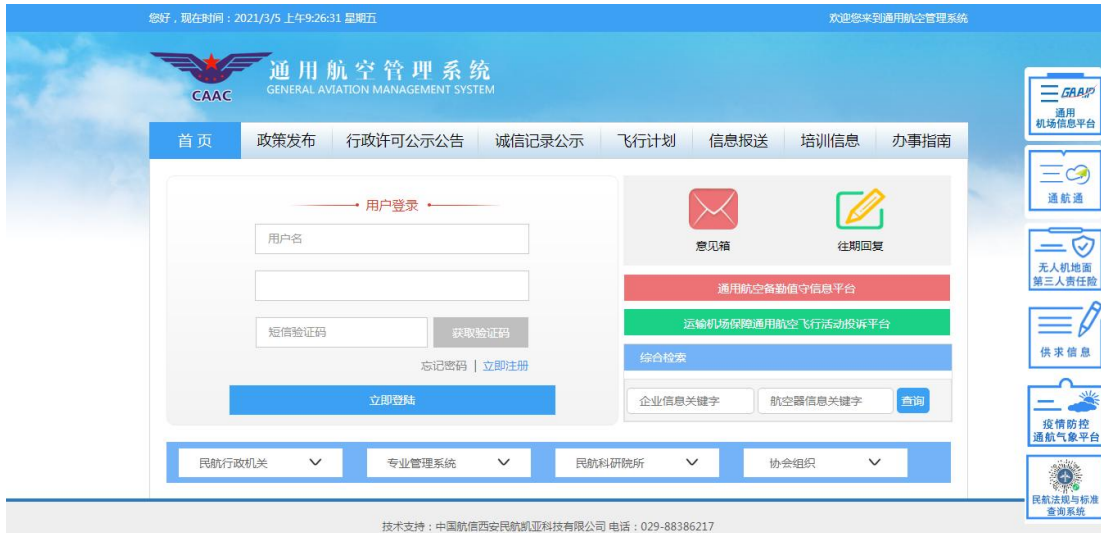 您好，现在时间：2021/3/5 上午9:26:31 星期五
欢迎您来到通用航空管理系统
CAAC
通用航空管理系统
GENERAL AVIATION MANAGEMENT SYSTEM
首页 政策发布 行政许可公示公告 诚信记录公示 飞行计划 信息报送 培训信息 办事指南
用户登录
用户名
短信验证码 获取验证码
忘记密码 | 立即注册
立即登陆
意见箱 往期回复
通用航空备勤值守信息平台
运输机场保障通用航空飞行活动投诉平台
综合检索
企业信息关键字 航空器信息关键字 查询
民航行政机关 专业管理系统 民航科研院所 协会组织
技术支持：中国航信西安民航凯亚科技有限公司 电话：029-88386217
GAAIP
通用
机场信息平台
通航通
无人机地面
第三人责任险
供求信息
疫情防控
通航气象平台
民航法规与标准
查询系统